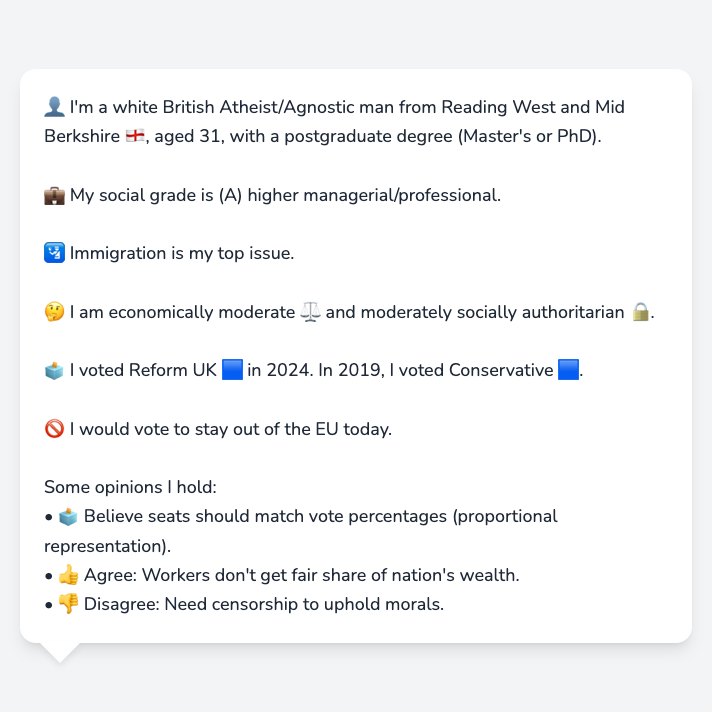 👤 I'm a white British Atheist/Agnostic man from Reading West and Mid
Berkshire 🏴󠁧󠁢󠁥󠁮󠁧󠁿, aged 31, with a postgraduate degree (Master's or PhD).
💼 My social grade is (A) higher managerial/professional.
🛂 Immigration is my top issue.
🤔 I am economically moderate ⚖️ and moderately socially authoritarian 🔒.
🗳️ I voted Reform UK 🟦 in 2024. In 2019, I voted Conservative 🟦.
🚫 I would vote to stay out of the EU today.
Some opinions I hold:
• 🗳️ Believe seats should match vote percentages (proportional
representation).
• 👍 Agree: Workers don't get fair share of nation's wealth.
• 👎 Disagree: Need censorship to uphold morals.